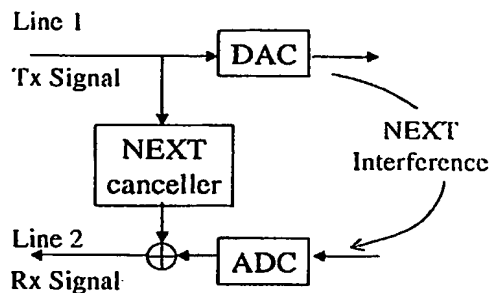 Line 1
DAC
Tx Signal
NEXT
Interference
NEXT
canceller
Line 2
ADC
Rx Signal